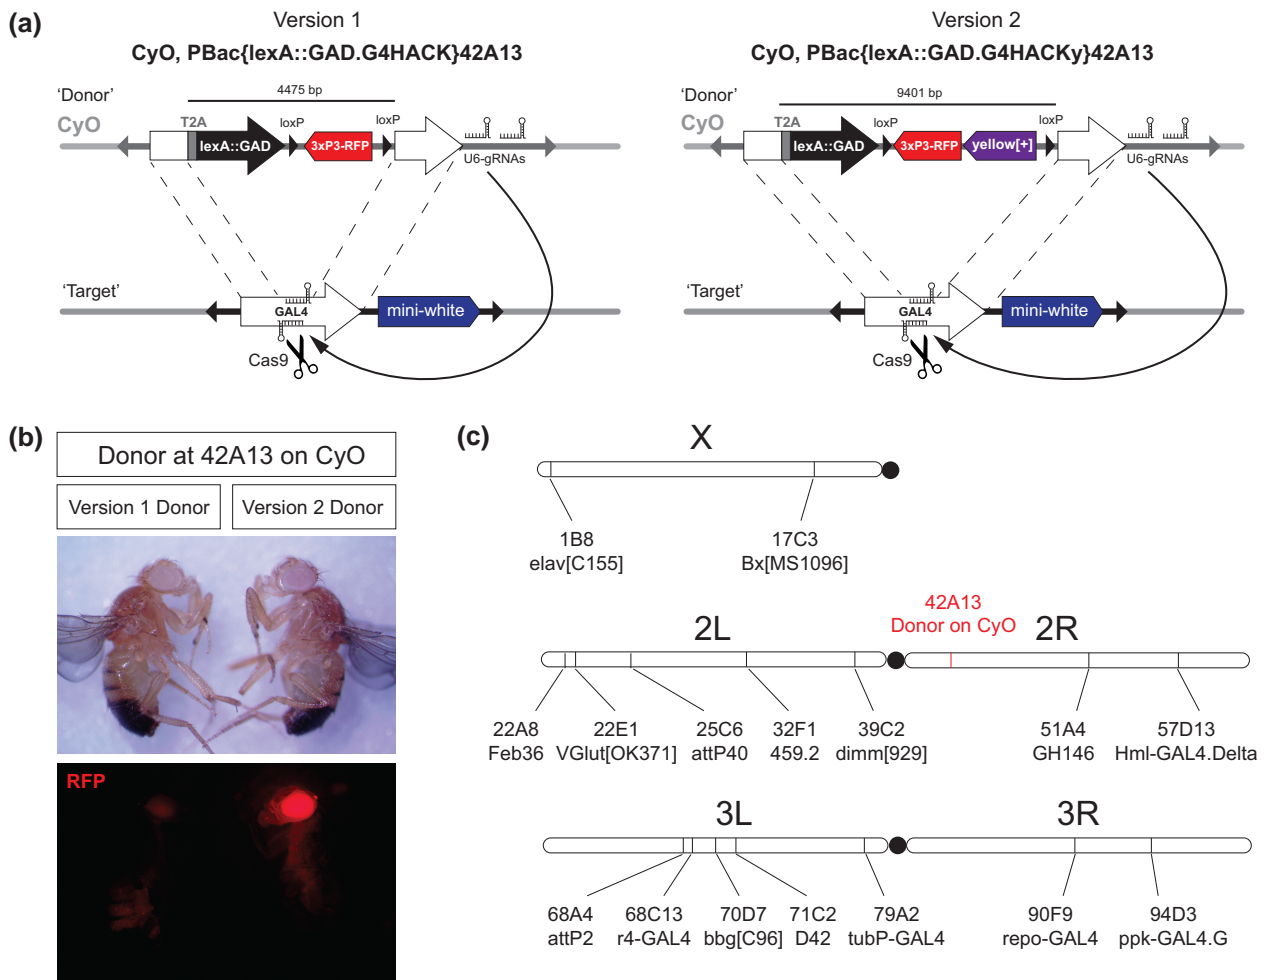 (a)
Version 1
CyO, PBac{lexA::GAD.G4HACK}42A13
'Donor'
4475 bp
CyO
T2A
loxP
loxP
lexA::GAD
3xP3-RFP
U6-gRNAs
'Target'
GAL4
mini-white
Cas9
Version 2
CyO, PBac{lexA::GAD.G4HACKy}42A13
'Donor'
9401 bp
CyO
T2A
loxP
loxP
lexA::GAD
3xP3-RFP
yellow[+]
U6-gRNAs
'Target'
GAL4
mini-white
Cas9
(b)
Donor at 42A13 on CyO
Version 1 Donor
Version 2 Donor
RFP
(c)
X
1B8
elav[C155]
17C3
Bx[MS1096]
42A13
Donor on CyO
2L
2R
22A8
Feb36
22E1
VGlut[OK371]
25C6
attP40
32F1
459.2
39C2
dimm[929]
51A4
GH146
57D13
Hml-GAL4.Delta
3L
3R
68A4
attP2
68C13
r4-GAL4
70D7
bbg[C96]
71C2
D42
79A2
tubP-GAL4
90F9
repo-GAL4
94D3
ppk-GAL4.G